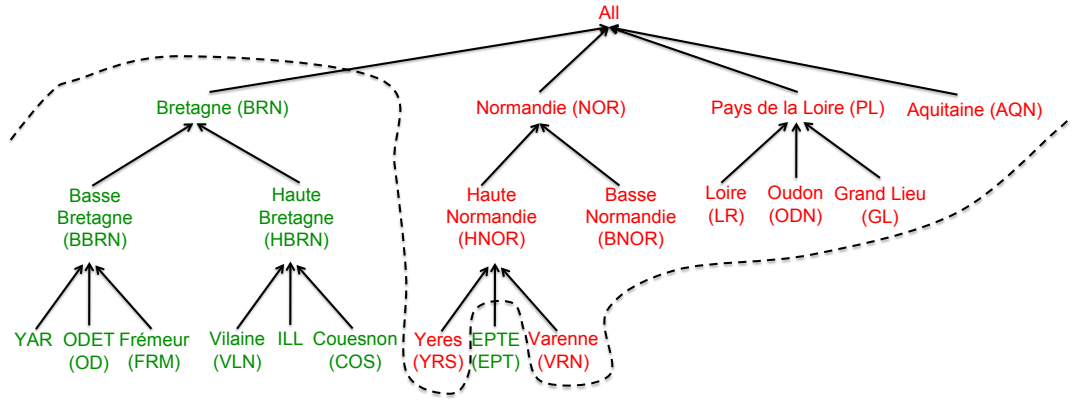 All
Bretagne (BRN)
Normandie (NOR)
Pays de la Loire (PL)
Aquitaine (AQN)
Basse
Bretagne
(BBRN)
Haute
Bretagne
(HBRN)
Haute
Normandie
(HNOR)
Basse
Normandie
(BNOR)
Loire
(LR)
Oudon
(ODN)
Grand Lieu
(GL)
YAR
ODET
(OD)
Frémeur
(FRM)
Vilaine
(VLN)
ILL
Couesnon
(COS)
Yeres
(YRS)
EPTE
(EPT)
Varenne
(VRN)